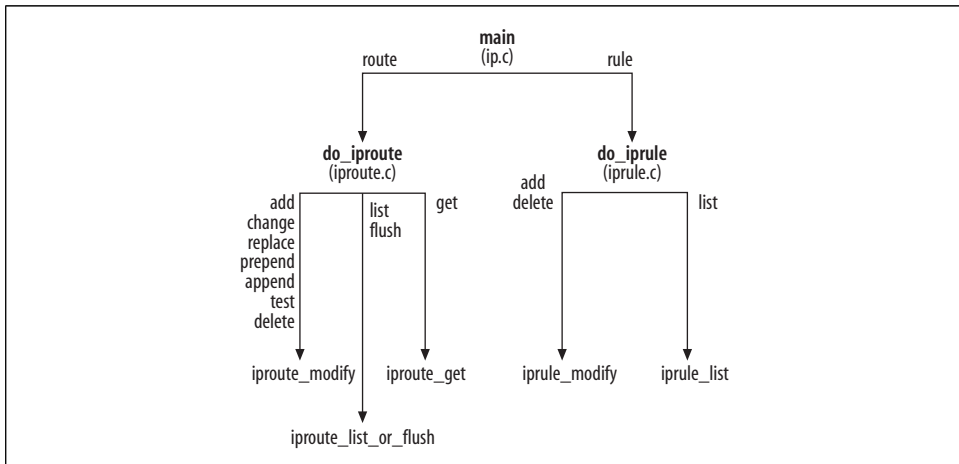 main
(ip.c)
route
rule
do_iproute
(iproute.c)
do_iprule
(iprule.c)
add
change
replace
prepend
append
test
delete
list
flush
get
add
delete
list
iproute_modify
iproute_get
iprule_modify
iprule_list
iproute_list_or_flush